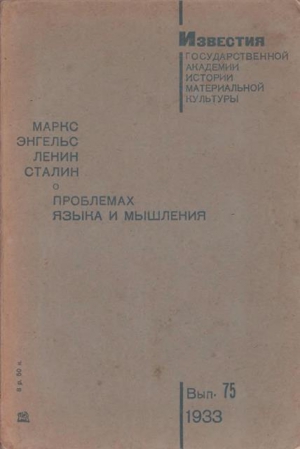 ИЗВЕСТИЯ
ГОСУДАРСТВЕННОЙ
АКАДЕМИИ
ИСТОРИИ
МАТЕРИАЛЬНОЙ
КУЛЬТУРЫ
МАРКС
ЭНГЕЛЬС
ЛЕНИН
СТАЛИН
о
ПРОБЛЕМАХ
ЯЗЫКА И МЫШЛЕНИЯ
Вып. 75
1933